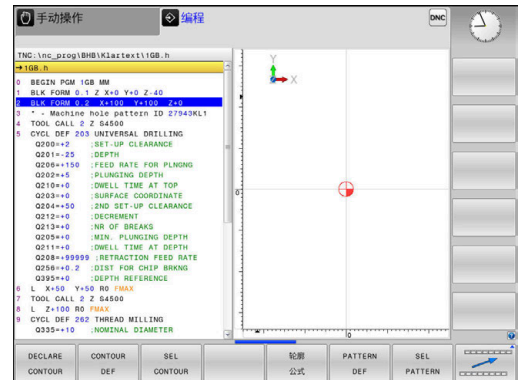 手动操作
编程
DNC
TNC:\nc_prog\BHB\Klartext\1GB.h
→1GB.h
0 BEGIN PGM 1GB MM
1 BLK FORM 0.1 Z X+0 Y+0 Z-40
2 BLK FORM 0.2 X+100 Y+100 Z+0
3 * - Machine hole pattern ID 27943KL1
4 TOOL CALL 2 Z S4500
5 CYCL DEF 203 UNIVERSAL DRILLING
Q200=+2 ;SET-UP CLEARANCE
Q201=-25 ;DEPTH
Q206=+150 ;FEED RATE FOR PLNGNG
Q202=+5 ;PLUNGING DEPTH
Q210=+0 ;DWELL TIME AT TOP
Q203=+0 ;SURFACE COORDINATE
Q204=+50 ;2ND SET-UP CLEARANCE
Q212=+0 ;DECREMENT
Q213=+0 ;NR OF BREAKS
Q205=+0 ;MIN. PLUNGING DEPTH
Q211=+0 ;DWELL TIME AT DEPTH
Q208=+99999 ;RETRACTION FEED RATE
Q256=+0.2 ;DIST FOR CHIP BRKNG
Q395=+0 ;DEPTH REFERENCE
6 L X+50 Y+50 R0 FMAX
7 TOOL CALL 2 Z S4500
8 L Z+100 R0 FMAX
9 CYCL DEF 262 THREAD MILLING
Q335=+10 ;NOMINAL DIAMETER
Y
X
0
0
DECLARE CONTOUR
CONTOUR DEF
SEL CONTOUR
轮廓 公式
PATTERN DEF
SEL PATTERN